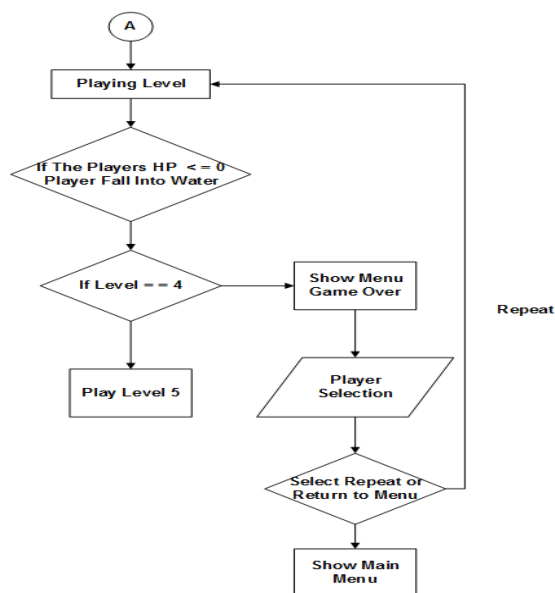 A
Playing Level
If The Players HP < = 0
Player Fall Into Water
If Level = = 4
Show Menu
Game Over
Repeat
Play Level 5
Player
Selection
Select Repeat or
Return to Menu
Show Main
Menu